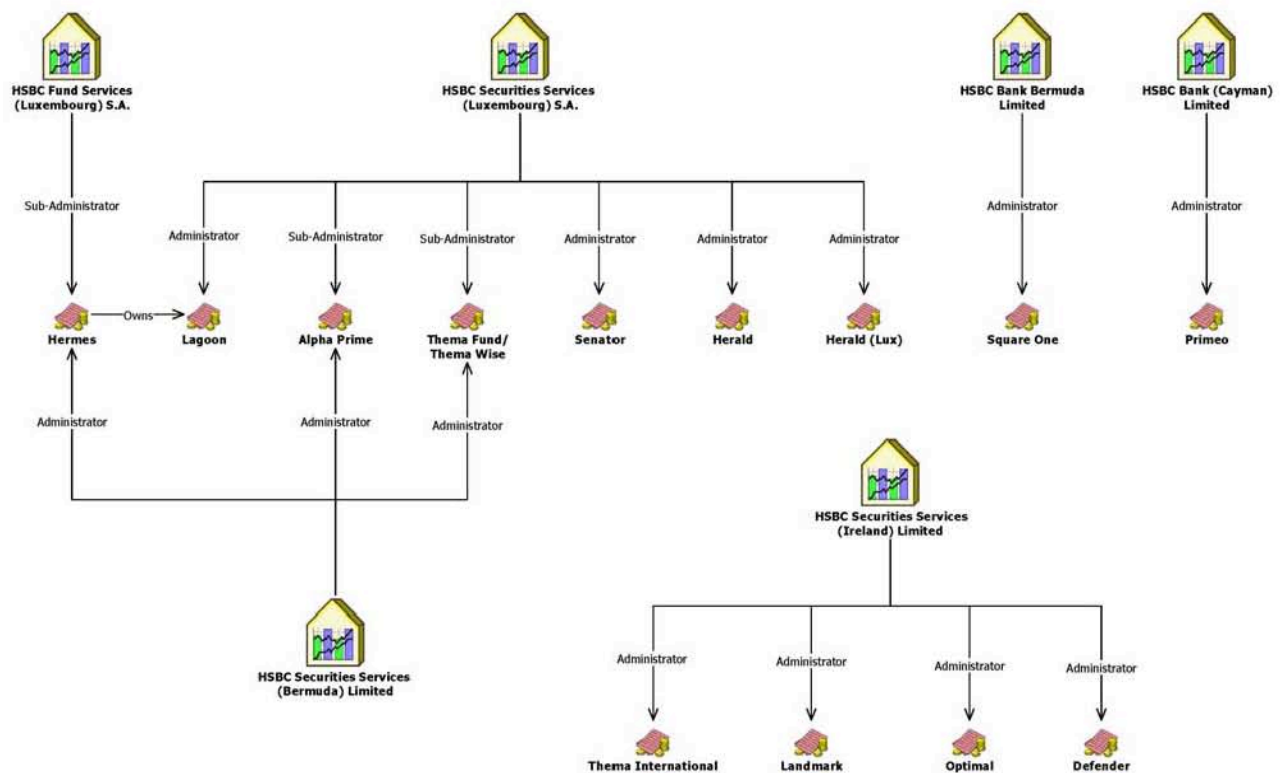 HSBC Fund Services
(Luxembourg) S.A.
HSBC Securities Services
(Luxembourg) S.A.
HSBC Bank Bermuda
Limited
HSBC Bank (Cayman)
Limited
Sub-Administrator
Administrator
Sub-Administrator
Sub-Administrator
Administrator
Administrator
Administrator
Administrator
Administrator
Owns
Hermes
Lagoon
Alpha Prime
Thema Fund/
Thema Wise
Senator
Herald
Herald (Lux)
Square One
Primeo
Administrator
Administrator
Administrator
HSBC Securities Services
(Ireland) Limited
HSBC Securities Services
(Bermuda) Limited
Administrator
Administrator
Administrator
Administrator
Thema International
Landmark
Optimal
Defender